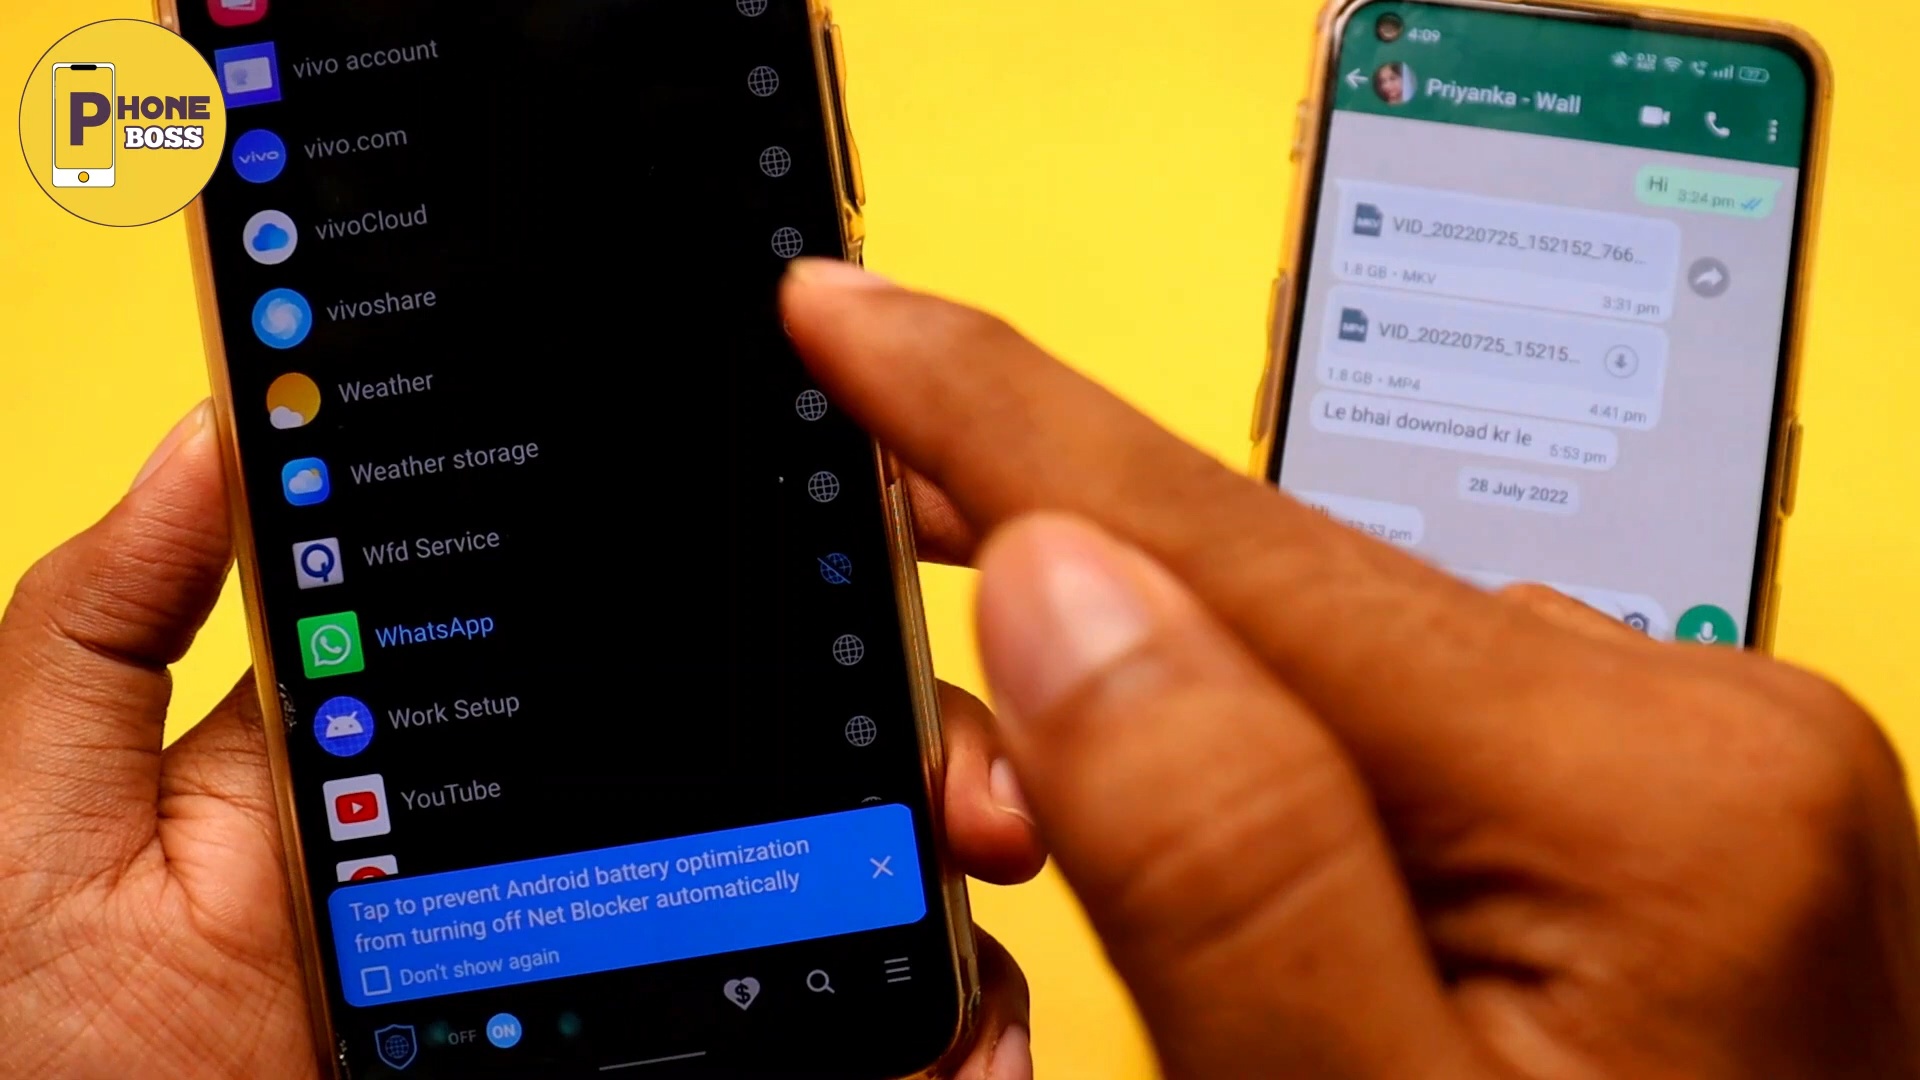 PHONE
BOSS
vivo account
vivo
vivo.com
vivoCloud
vivoshare
Weather
Weather storage
Wfd Service
WhatsApp
Work Setup
YouTube
Tap to prevent Android battery optimization
from turning off Net Blocker automatically
Don't show again
OFF ON
4:09
Priyanka - Wall
Hi 3:24 pm
VID_20220725_152152_766...
1.8 GB • MKV
3:31 pm
VID_20220725_15215...
1.8 GB • MP4
4:41 pm
Le bhai download kr le 5:53 pm
28 July 2022